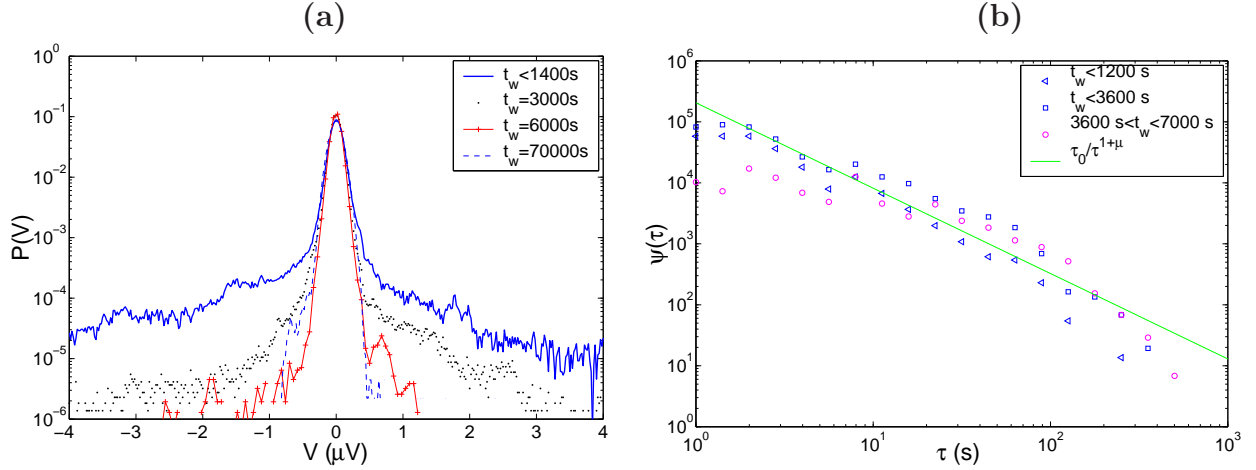 (a)
10^0
10^-1
10^-2
10^-3
10^-4
10^-5
10^-6
P(V)
−4 −3 −2 −1 0 1 2 3 4
V (μV)
t_w<1400s
t_w=3000s
t_w=6000s
t_w=70000s
(b)
10^6
10^5
10^4
10^3
10^2
10^1
10^0
ψ(τ)
10^0 10^1 10^2 10^3
τ (s)
t_w<1200 s
t_w<3600 s
3600 s<t_w<7000 s
τ_0/τ^1+μ